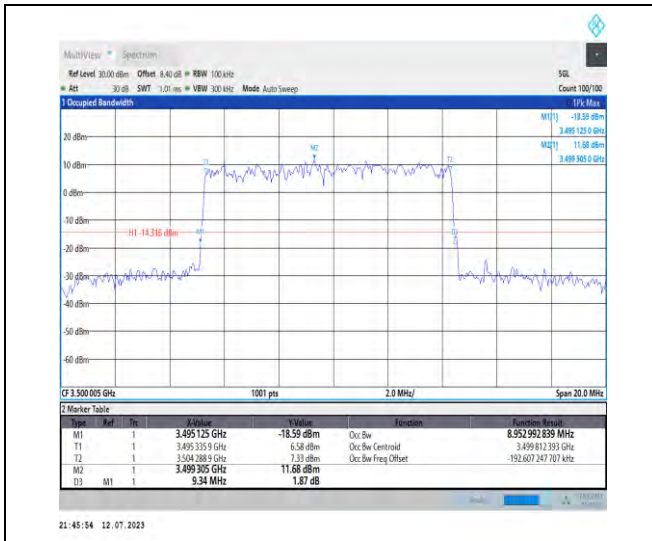 MultiView Spectrum
Ref Level 30.00 dBm Offset 8.40 dB RBW 100 kHz SGL
Att 30 dB SWT 1.01 ms VBW 300 kHz Mode Auto Sweep Count 100/100
1 Occupied Bandwidth 1Pk Max
M1[1] -18.59 dBm
3.495 125 0 GHz
M2[1] 11.68 dBm
3.499 305 0 GHz
20 dBm
M2
T1 T2
10 dBm
0 dBm
-10 dBm
H1 -14.318 dBm M1 D3
-20 dBm
-30 dBm
-40 dBm
-50 dBm
-60 dBm
CF 3.500 005 GHz 1001 pts 2.0 MHz/ Span 20.0 MHz
2 Marker Table
Type Ref Trc X-Value Y-Value Function Function Result
M1 1 3.495 125 GHz -18.59 dBm Occ Bw 8.952 992 839 MHz
T1 1 3.495 335 9 GHz 6.58 dBm Occ Bw Centroid 3.499 812 393 GHz
T2 1 3.504 288 9 GHz 7.33 dBm Occ Bw Freq Offset -192.607 247 707 kHz
M2 1 3.499 305 GHz 11.68 dBm
D3 M1 1 9.34 MHz 1.87 dB
21:45:54 12.07.2023